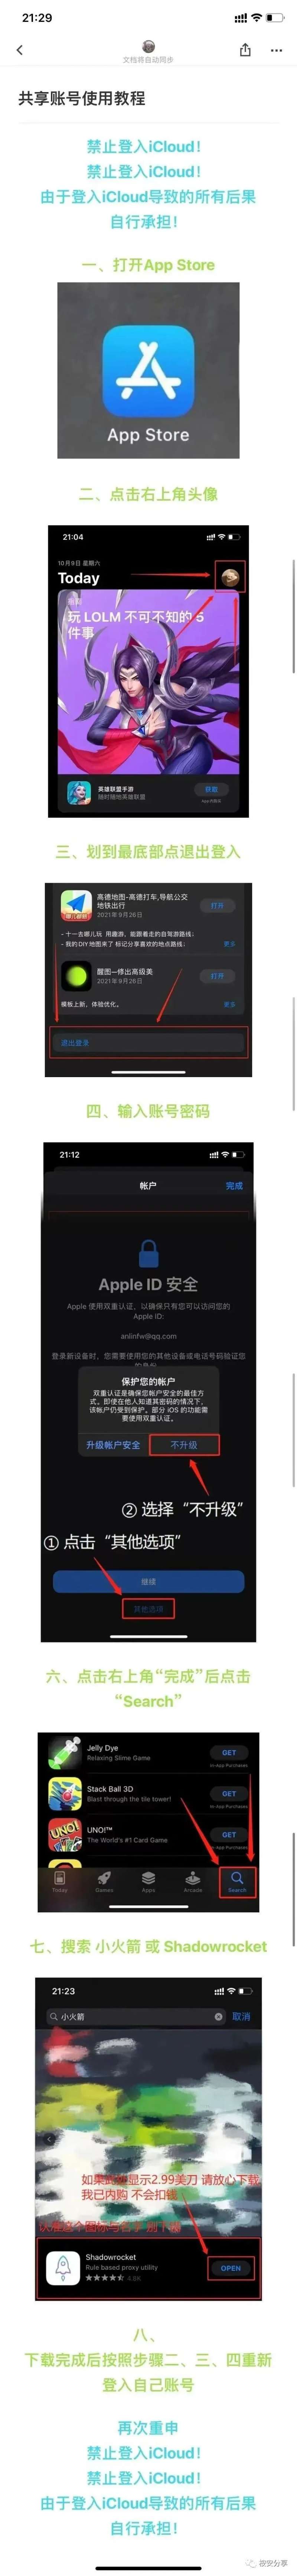 21:29
文档将自动同步
共享账号使用教程
禁止登入iCloud！
禁止登入iCloud！
由于登入iCloud导致的所有后果
自行承担！
一、打开App Store
App Store
二、点击右上角头像
21:04
10月9日 星期六
Today
玩 LOLM 不可不知的 5
件事
英雄联盟手游
随时随地英雄联盟
获取
App内购买
三、划到最底部点退出登入
高德地图-高德打车,导航公交
地铁出行
2021年9月26日
打开
- 十一去哪儿玩 用趣游，能跟着走的自驾游路线；
- 我的DIY地图来了 标记分享喜欢的地点路线；
更多
醒图—修出高级美
2021年9月26日
打开
模板上新，体验优化。
更多
退出登录
四、输入账号密码
21:12
帐户
完成
Apple ID 安全
Apple 使用双重认证，以确保只有您可以访问您的
Apple ID:
anlinfw@qq.com
登录新设备时，您需要使用您的其他设备或电话号码验证您
保护您的帐户
双重认证是确保您帐户安全的最佳方
式。即使在他人知道其密码的情况下，
该帐户仍受到保护。部分 iOS 的功能需
要使用双重认证。
升级帐户安全
不升级
② 选择“不升级”
① 点击“其他选项”
继续
其他选项
六、点击右上角“完成”后点击
“Search”
Jelly Dye
Relaxing Slime Game
GET
In-App Purchases
Stack Ball 3D
Blast through the tile tower!
GET
In-App Purchases
UNO!™
The World's #1 Card Game
GET
In-App Purchases
Today
Games
Apps
Arcade
Search
七、搜索 小火箭 或 Shadowrocket
21:23
小火箭
取消
如果此处显示2.99美刀 请放心下载
我已内购 不会扣钱
Shadowrocket
Rule based proxy utility
4.8K
OPEN
八、
下载完成后按照步骤二、三、四重新
登入自己账号
再次重申
禁止登入iCloud！
禁止登入iCloud！
由于登入iCloud导致的所有后果
自行承担！